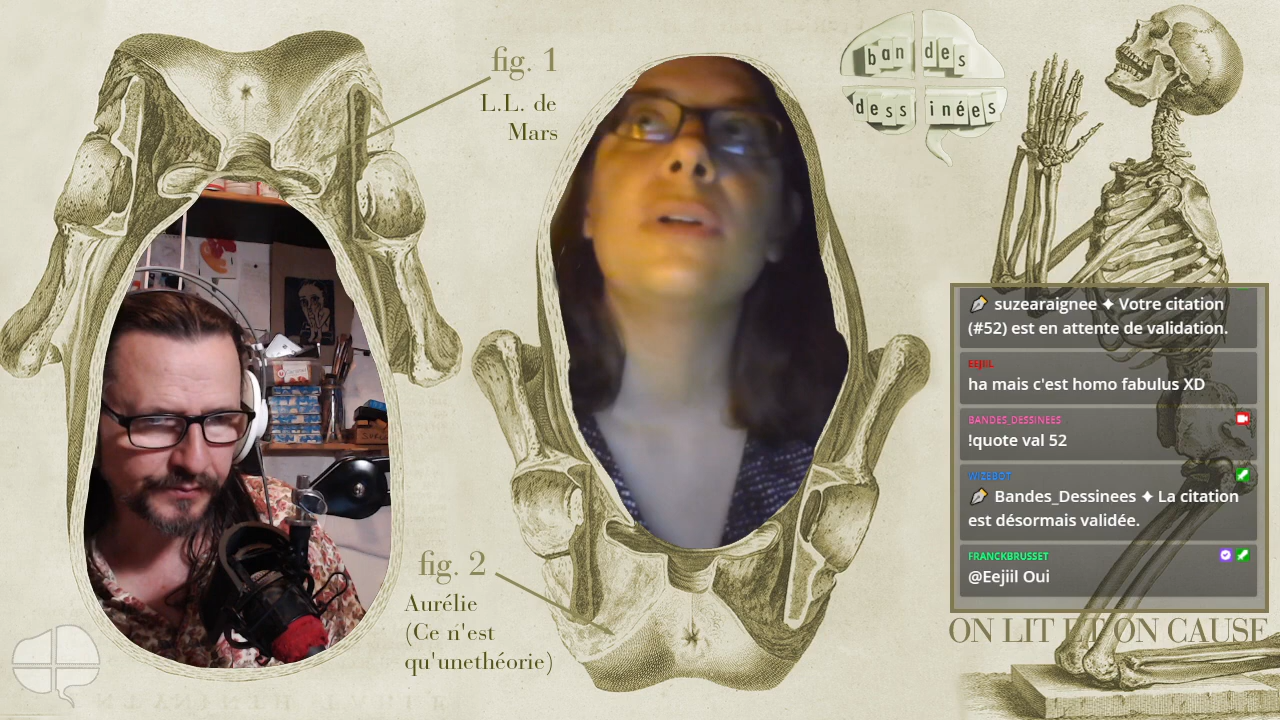 fig. 1
L.L. de
Mars
ban des
dess inées
suzearaignee ✦ Votre citation
(#52) est en attente de validation.
EEJIIL
ha mais c'est homo fabulus XD
BANDES_DESSINEES
!quote val 52
WIZEBOT
Bandes_Dessinees ✦ La citation
est désormais validée.
FRANCKBRUSSET
@Eejiil Oui
fig. 2
Aurélie
(Ce n'est
qu'unethéorie)
ON LIT ET ON CAUSE